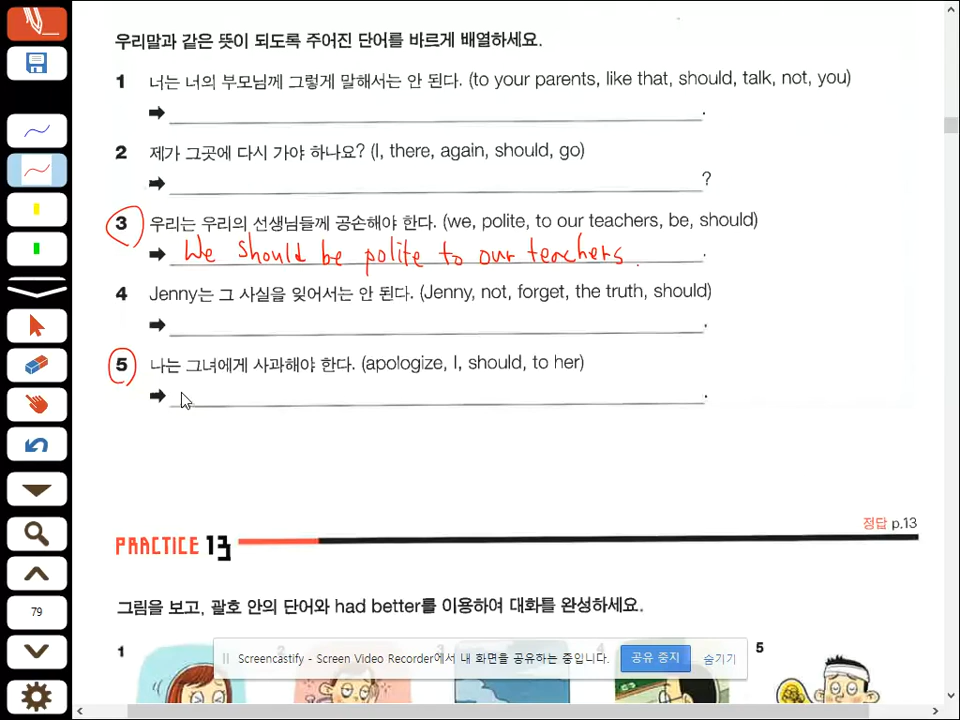 우리말과 같은 뜻이 되도록 주어진 단어를 바르게 배열하세요.
1 너는 너의 부모님께 그렇게 말해서는 안 된다. (to your parents, like that, should, talk, not, you)
➡ .
2 제가 그곳에 다시 가야 하나요? (I, there, again, should, go)
➡ ?
3 우리는 우리의 선생님들께 공손해야 한다. (we, polite, to our teachers, be, should)
➡ We should be polite to our teachers. .
4 Jenny는 그 사실을 잊어서는 안 된다. (Jenny, not, forget, the truth, should)
➡ .
5 나는 그녀에게 사과해야 한다. (apologize, I, should, to her)
➡ .
정답 p.13
PRACTICE 13
그림을 보고, 괄호 안의 단어와 had better를 이용하여 대화를 완성하세요.
79
1 2 3 4 5
Screencastify - Screen Video Recorder에서 내 화면을 공유하는 중입니다. 공유 중지 숨기기